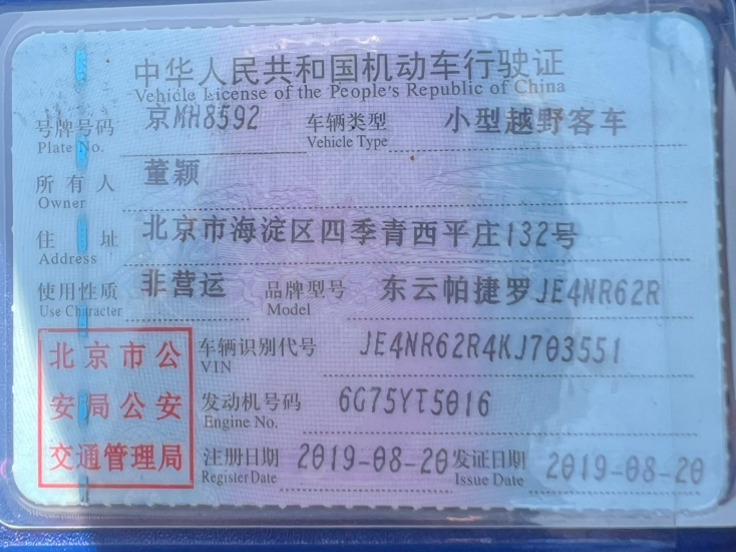 中华人民共和国机动车行驶证
Vehicle License of the People's Republic of China
号牌号码 京MH8592 车辆类型 小型越野客车
Plate No. Vehicle Type
所有人 董颖
Owner
住址 北京市海淀区四季青西平庄132号
Address
使用性质 非营运 品牌型号 东云帕捷罗JE4NR62R
Use Character Model
车辆识别代号 JE4NR62R4KJ703551
VIN
发动机号码 6G75YT5016
Engine No.
注册日期 2019-08-20 发证日期 2019-08-20
Register Date Issue Date
北京市公
安局公安
交通管理局